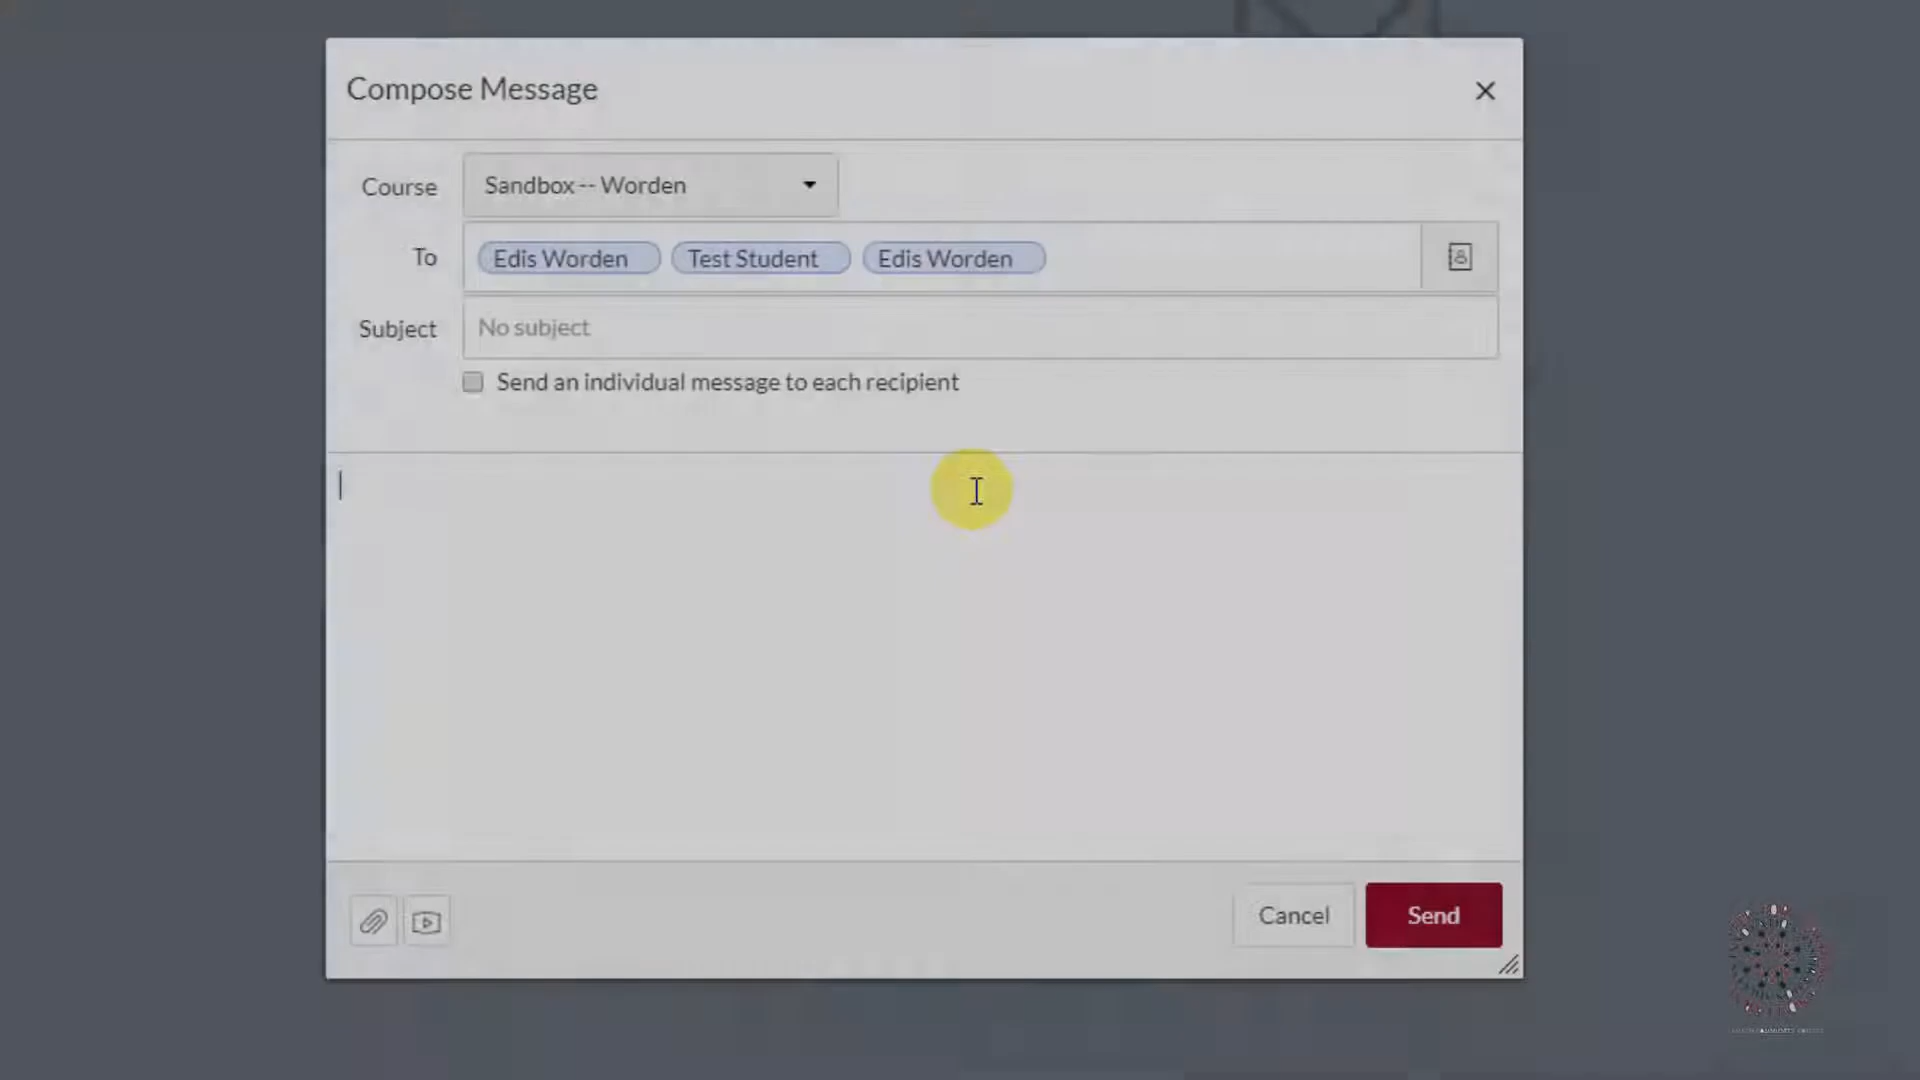 Compose Message
Course Sandbox -- Worden
To Edis Worden Test Student Edis Worden
Subject No subject
Send an individual message to each recipient
Cancel Send